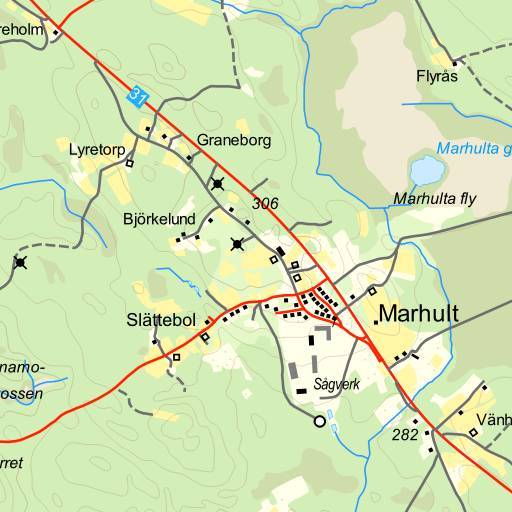 reholm
Flyrås
31
Graneborg
Lyretorp
Marhulta g
Marhulta fly
306
Björkelund
Slättebol
Marhult
namo-
ossen
Sågverk
Vänh
282
rret